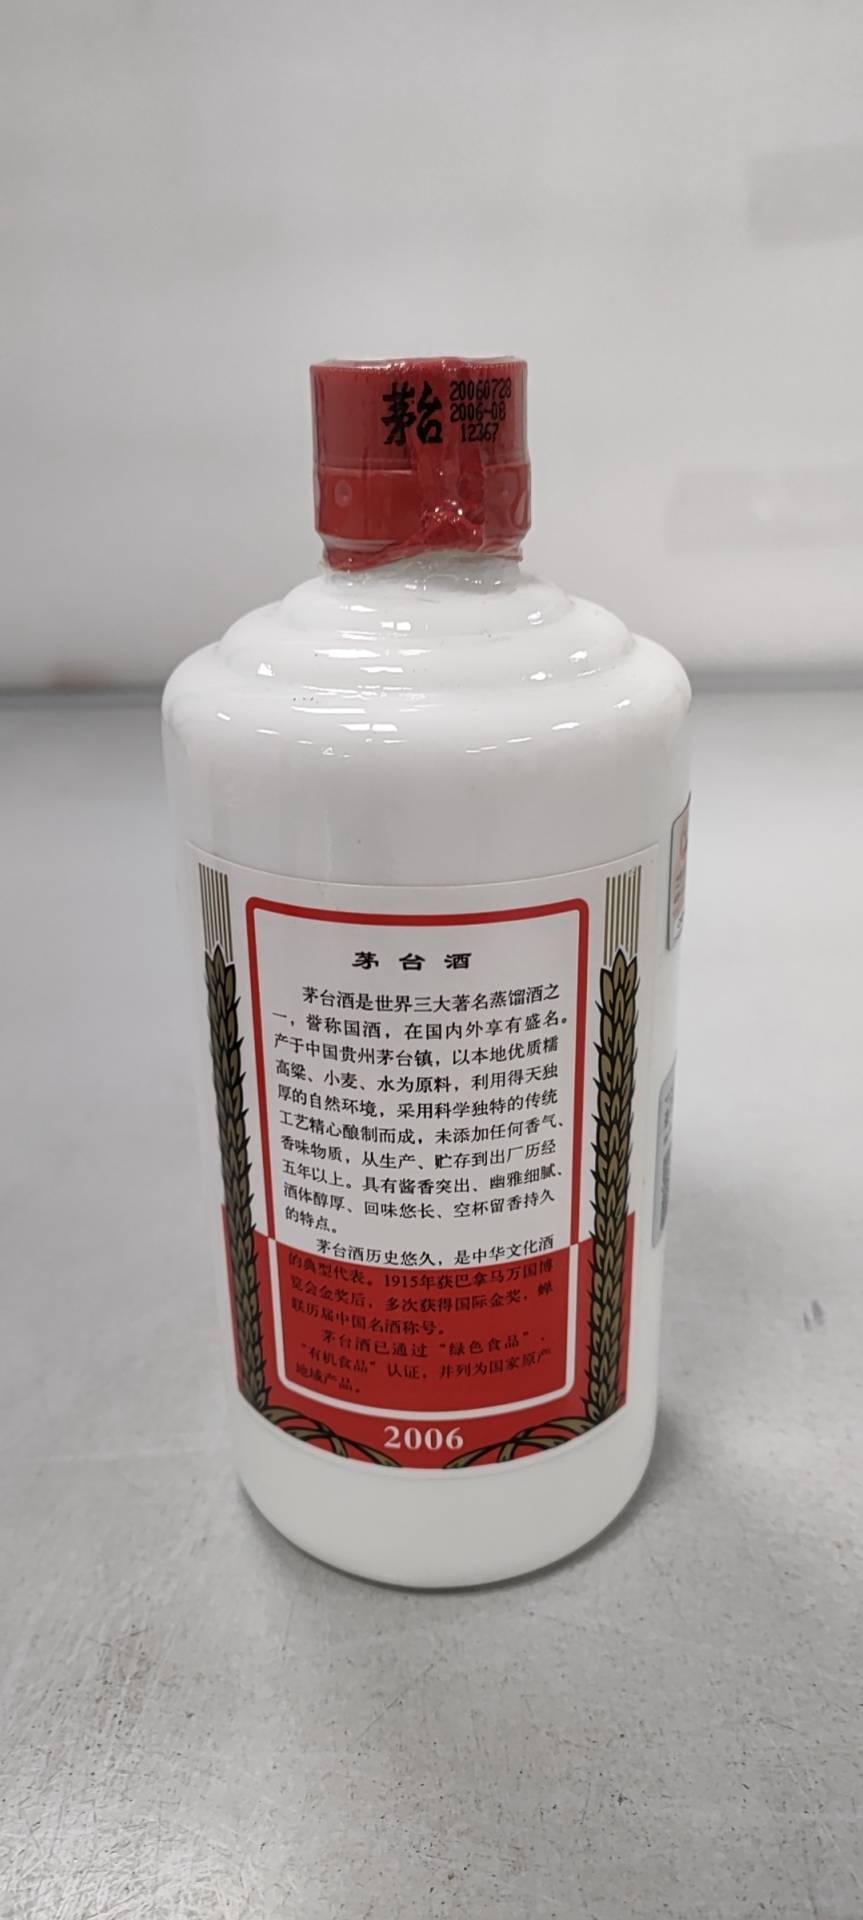 茅台
20060728
2006-08
12367
茅台酒
茅台酒是世界三大著名蒸馏酒之
一，誉称国酒，在国内外享有盛名。
产于中国贵州茅台镇，以本地优质糯
高粱、小麦、水为原料，利用得天独
厚的自然环境，采用科学独特的传统
工艺精心酿制而成，未添加任何香气、
香味物质，从生产、贮存到出厂历经
五年以上。具有酱香突出、幽雅细腻、
酒体醇厚、回味悠长、空杯留香持久
的特点。
茅台酒历史悠久，是中华文化酒
的典型代表。1915年获巴拿马万国博
览会金奖后，多次获得国际金奖，蝉
联历届中国名酒称号。
茅台酒已通过“绿色食品”、
“有机食品”认证，并列为国家原产
地域产品。
2006